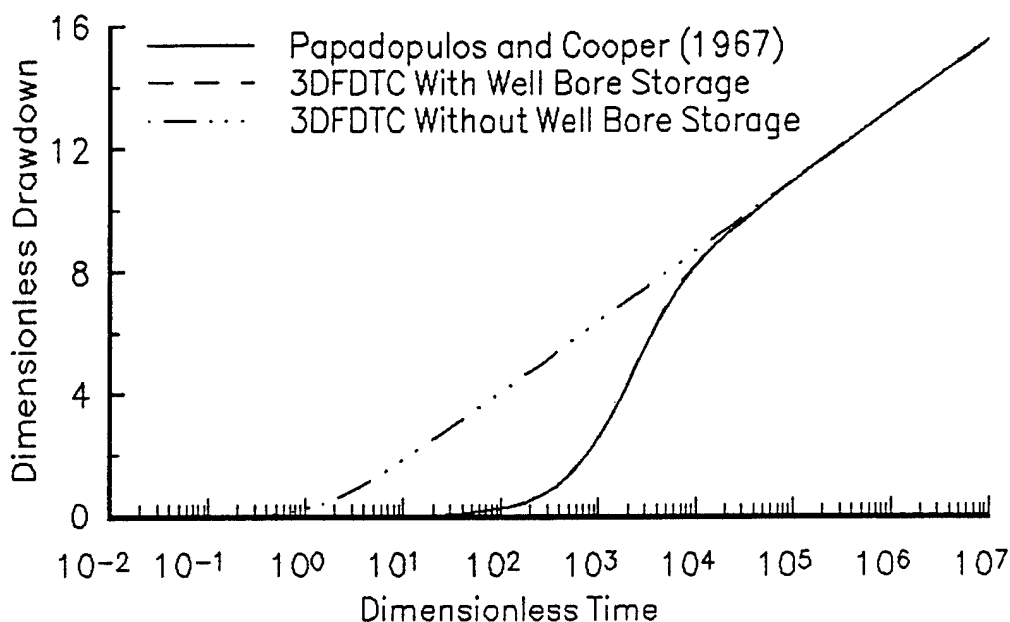 16
12
8
4
0
Dimensionless Drawdown
Papadopulos and Cooper (1967)
3DFDTC With Well Bore Storage
3DFDTC Without Well Bore Storage
10-2 10-1 100 101 102 103 104 105 106 107
Dimensionless Time